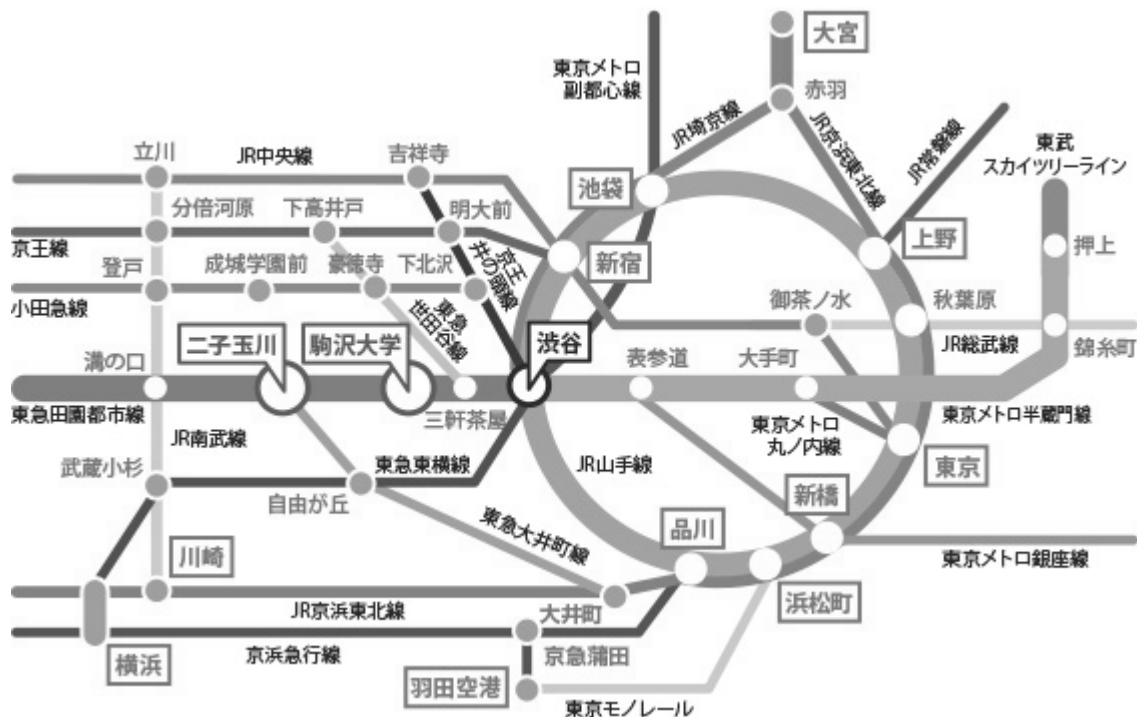 大宮
東京メトロ
副都心線
赤羽
JR埼京線
JR京浜東北線
JR常磐線
東武
スカイツリーライン
立川
JR中央線
吉祥寺
池袋
分倍河原
下高井戸
明大前
上野
押上
京王線
新宿
京王
井の頭線
登戸
成城学園前
豪徳寺
下北沢
御茶ノ水
秋葉原
小田急線
東急
世田谷線
JR総武線
錦糸町
二子玉川
駒沢大学
渋谷
表参道
大手町
溝の口
東急田園都市線
三軒茶屋
東京メトロ半蔵門線
東京メトロ
丸ノ内線
JR南武線
JR山手線
東京
武蔵小杉
東急東横線
自由が丘
新橋
東急大井町線
品川
川崎
東京メトロ銀座線
JR京浜東北線
大井町
浜松町
横浜
京浜急行線
京急蒲田
羽田空港
東京モノレール